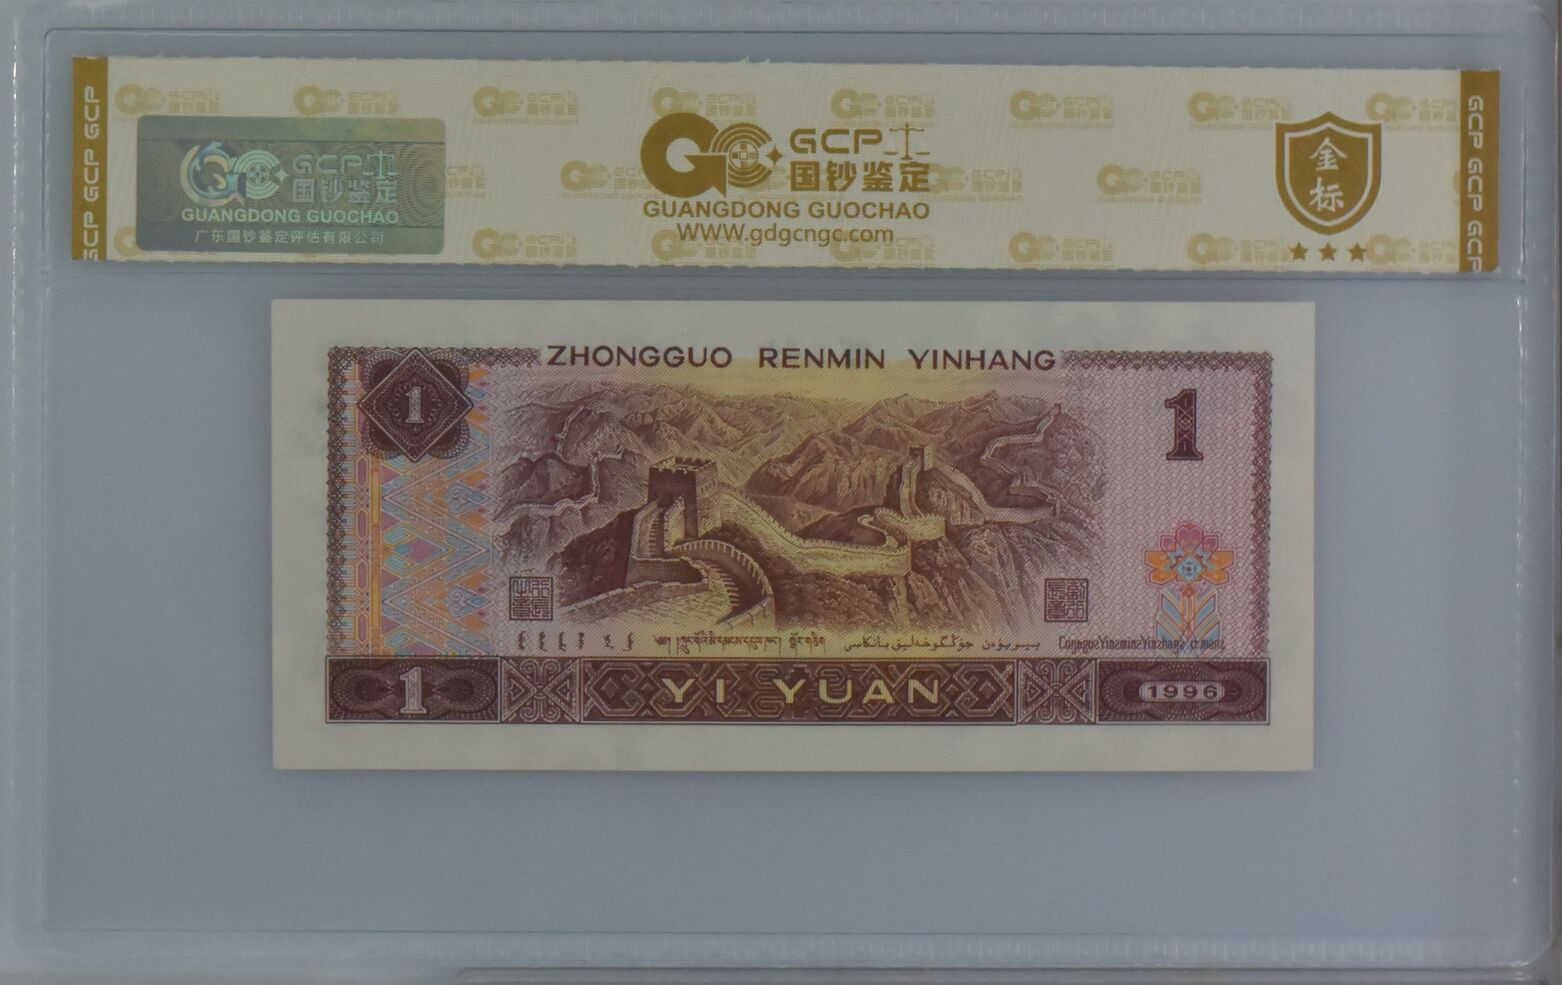 GCP GCP GCP
GCP 国钞鉴定
GUANGDONG GUOCHAO
广东国钞鉴定评估有限公司
GCP
国钞鉴定
GUANGDONG GUOCHAO
WWW.gdgcngc.com
金标
GCP GCP GCP
ZHONGGUO RENMIN YINHANG
1
1
1
YI YUAN
1996